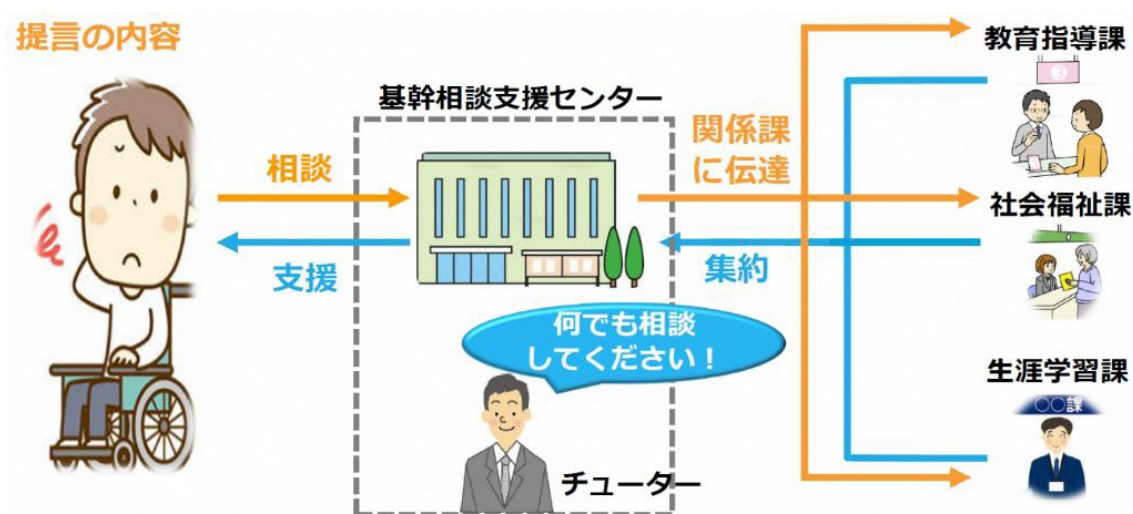 提言の内容
基幹相談支援センター
相談
支援
関係課
に伝達
集約
何でも相談
してください！
チューター
教育指導課
3
社会福祉課
生涯学習課
〇〇課